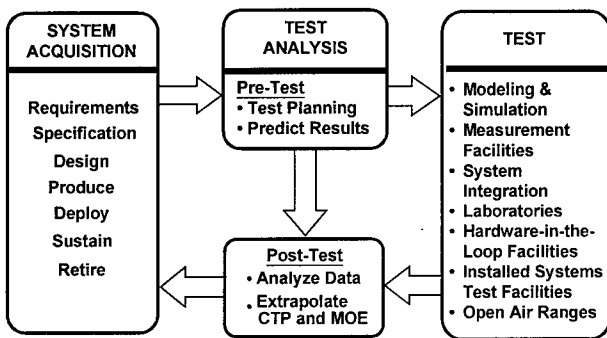 SYSTEM
ACQUISITION
Requirements
Specification
Design
Produce
Deploy
Sustain
Retire
TEST
ANALYSIS
Pre-Test
• Test Planning
• Predict Results
Post-Test
• Analyze Data
• Extrapolate
CTP and MOE
TEST
• Modeling &
Simulation
• Measurement
Facilities
• System
Integration
• Laboratories
• Hardware-in-the-
Loop Facilities
• Installed Systems
Test Facilities
• Open Air Ranges